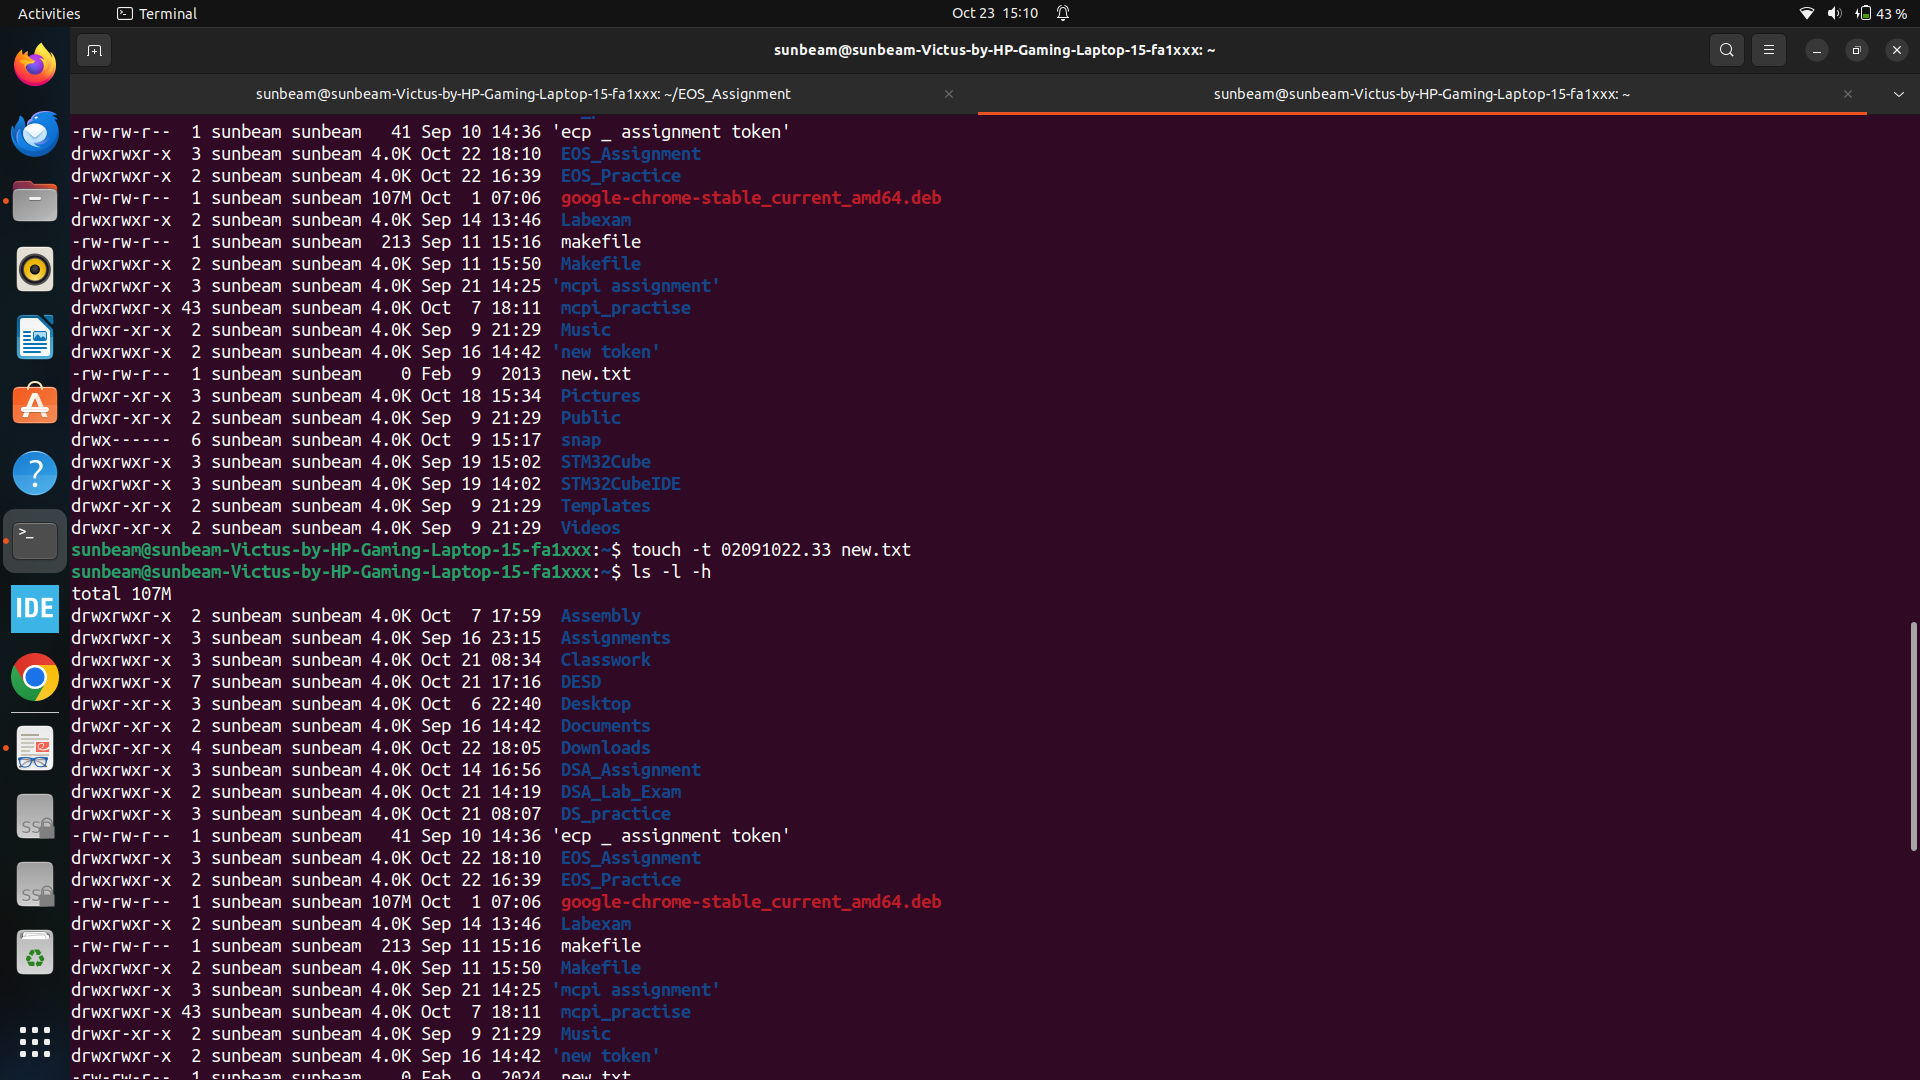 Activities
Terminal
Oct 23 15:10
43 %
sunbeam@sunbeam-Victus-by-HP-Gaming-Laptop-15-fa1xxx: ~
sunbeam@sunbeam-Victus-by-HP-Gaming-Laptop-15-fa1xxx: ~/EOS_Assignment
sunbeam@sunbeam-Victus-by-HP-Gaming-Laptop-15-fa1xxx: ~
-rw-rw-r--  1 sunbeam sunbeam   41 Sep 10 14:36 'ecp _ assignment token'
drwxrwxr-x  3 sunbeam sunbeam 4.0K Oct 22 18:10  EOS_Assignment
drwxrwxr-x  2 sunbeam sunbeam 4.0K Oct 22 16:39  EOS_Practice
-rw-rw-r--  1 sunbeam sunbeam 107M Oct  1 07:06  google-chrome-stable_current_amd64.deb
drwxrwxr-x  2 sunbeam sunbeam 4.0K Sep 14 13:46  Labexam
-rw-rw-r--  1 sunbeam sunbeam  213 Sep 11 15:16  makefile
drwxrwxr-x  2 sunbeam sunbeam 4.0K Sep 11 15:50  Makefile
drwxrwxr-x  3 sunbeam sunbeam 4.0K Sep 21 14:25 'mcpi assignment'
drwxrwxr-x 43 sunbeam sunbeam 4.0K Oct  7 18:11  mcpi_practise
drwxr-xr-x  2 sunbeam sunbeam 4.0K Sep  9 21:29  Music
drwxrwxr-x  2 sunbeam sunbeam 4.0K Sep 16 14:42 'new token'
-rw-rw-r--  1 sunbeam sunbeam    0 Feb  9  2013  new.txt
drwxr-xr-x  3 sunbeam sunbeam 4.0K Oct 18 15:34  Pictures
drwxr-xr-x  2 sunbeam sunbeam 4.0K Sep  9 21:29  Public
drwx------  6 sunbeam sunbeam 4.0K Oct  9 15:17  snap
drwxrwxr-x  3 sunbeam sunbeam 4.0K Sep 19 15:02  STM32Cube
drwxrwxr-x  3 sunbeam sunbeam 4.0K Sep 19 14:02  STM32CubeIDE
drwxr-xr-x  2 sunbeam sunbeam 4.0K Sep  9 21:29  Templates
drwxr-xr-x  2 sunbeam sunbeam 4.0K Sep  9 21:29  Videos
sunbeam@sunbeam-Victus-by-HP-Gaming-Laptop-15-fa1xxx:~$ touch -t 02091022.33 new.txt
sunbeam@sunbeam-Victus-by-HP-Gaming-Laptop-15-fa1xxx:~$ ls -l -h
total 107M
drwxrwxr-x  2 sunbeam sunbeam 4.0K Oct  7 17:59  Assembly
drwxrwxr-x  3 sunbeam sunbeam 4.0K Sep 16 23:15  Assignments
drwxrwxr-x  3 sunbeam sunbeam 4.0K Oct 21 08:34  Classwork
drwxrwxr-x  7 sunbeam sunbeam 4.0K Oct 21 17:16  DESD
drwxr-xr-x  3 sunbeam sunbeam 4.0K Oct  6 22:40  Desktop
drwxr-xr-x  2 sunbeam sunbeam 4.0K Sep 16 14:42  Documents
drwxr-xr-x  4 sunbeam sunbeam 4.0K Oct 22 18:05  Downloads
drwxrwxr-x  3 sunbeam sunbeam 4.0K Oct 14 16:56  DSA_Assignment
drwxrwxr-x  2 sunbeam sunbeam 4.0K Oct 21 14:19  DSA_Lab_Exam
drwxrwxr-x  3 sunbeam sunbeam 4.0K Oct 21 08:07  DS_practice
-rw-rw-r--  1 sunbeam sunbeam   41 Sep 10 14:36 'ecp _ assignment token'
drwxrwxr-x  3 sunbeam sunbeam 4.0K Oct 22 18:10  EOS_Assignment
drwxrwxr-x  2 sunbeam sunbeam 4.0K Oct 22 16:39  EOS_Practice
-rw-rw-r--  1 sunbeam sunbeam 107M Oct  1 07:06  google-chrome-stable_current_amd64.deb
drwxrwxr-x  2 sunbeam sunbeam 4.0K Sep 14 13:46  Labexam
-rw-rw-r--  1 sunbeam sunbeam  213 Sep 11 15:16  makefile
drwxrwxr-x  2 sunbeam sunbeam 4.0K Sep 11 15:50  Makefile
drwxrwxr-x  3 sunbeam sunbeam 4.0K Sep 21 14:25 'mcpi assignment'
drwxrwxr-x 43 sunbeam sunbeam 4.0K Oct  7 18:11  mcpi_practise
drwxr-xr-x  2 sunbeam sunbeam 4.0K Sep  9 21:29  Music
drwxrwxr-x  2 sunbeam sunbeam 4.0K Sep 16 14:42 'new token'
-rw-rw-r--  1 sunbeam sunbeam    0 Feb  9  2024  new.txt
IDE
SSD
SSD